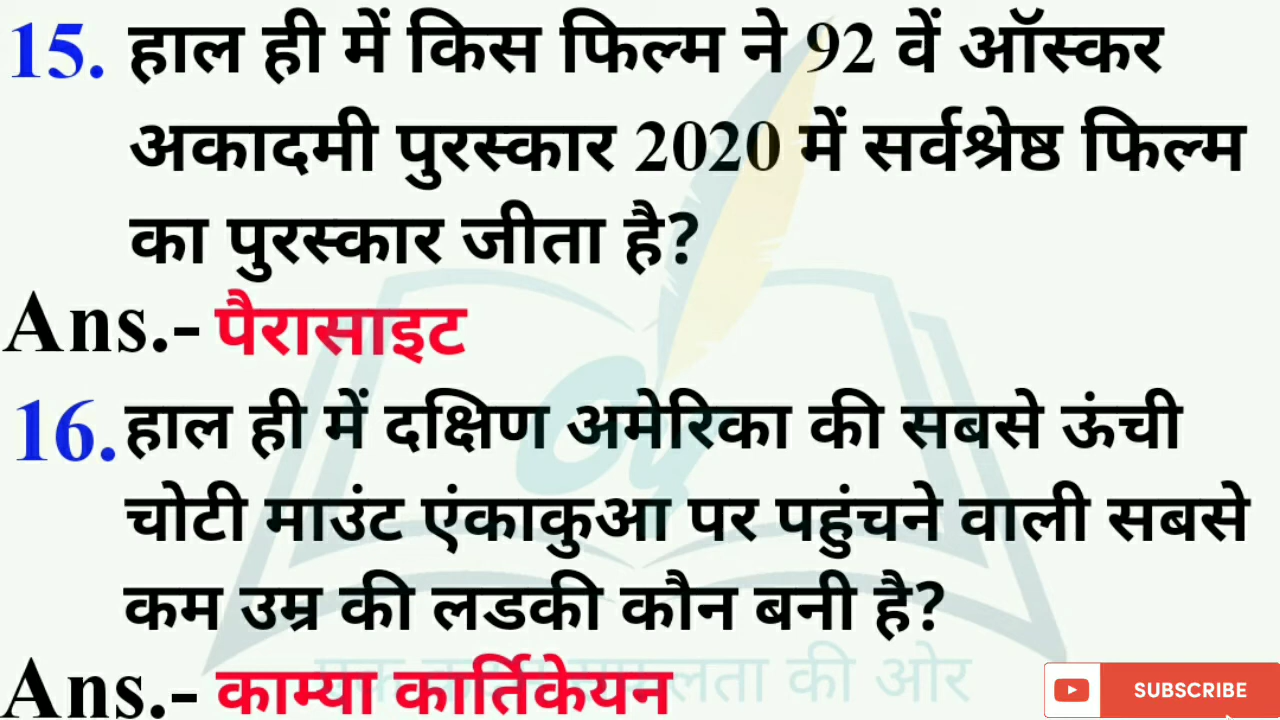 15. हाल ही में किस फिल्म ने 92 वें ऑस्कर
अकादमी पुरस्कार 2020 में सर्वश्रेष्ठ फिल्म
का पुरस्कार जीता है?
Ans.- पैरासाइट
16. हाल ही में दक्षिण अमेरिका की सबसे ऊंची
चोटी माउंट एंकाकुआ पर पहुंचने वाली सबसे
कम उम्र की लडकी कौन बनी है?
Ans.- काम्या कार्तिकेयन
की ओर
SUBSCRIBE